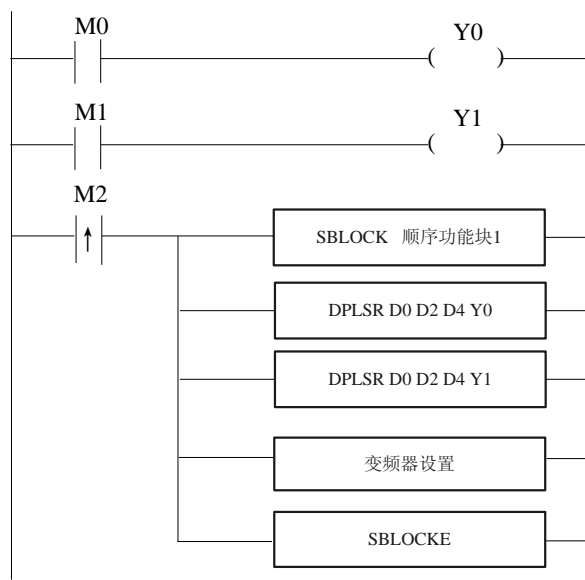 M0
Y0
M1
Y1
M2
SBLOCK 顺序功能块1
DPLSR D0 D2 D4 Y0
DPLSR D0 D2 D4 Y1
变频器设置
SBLOCKE